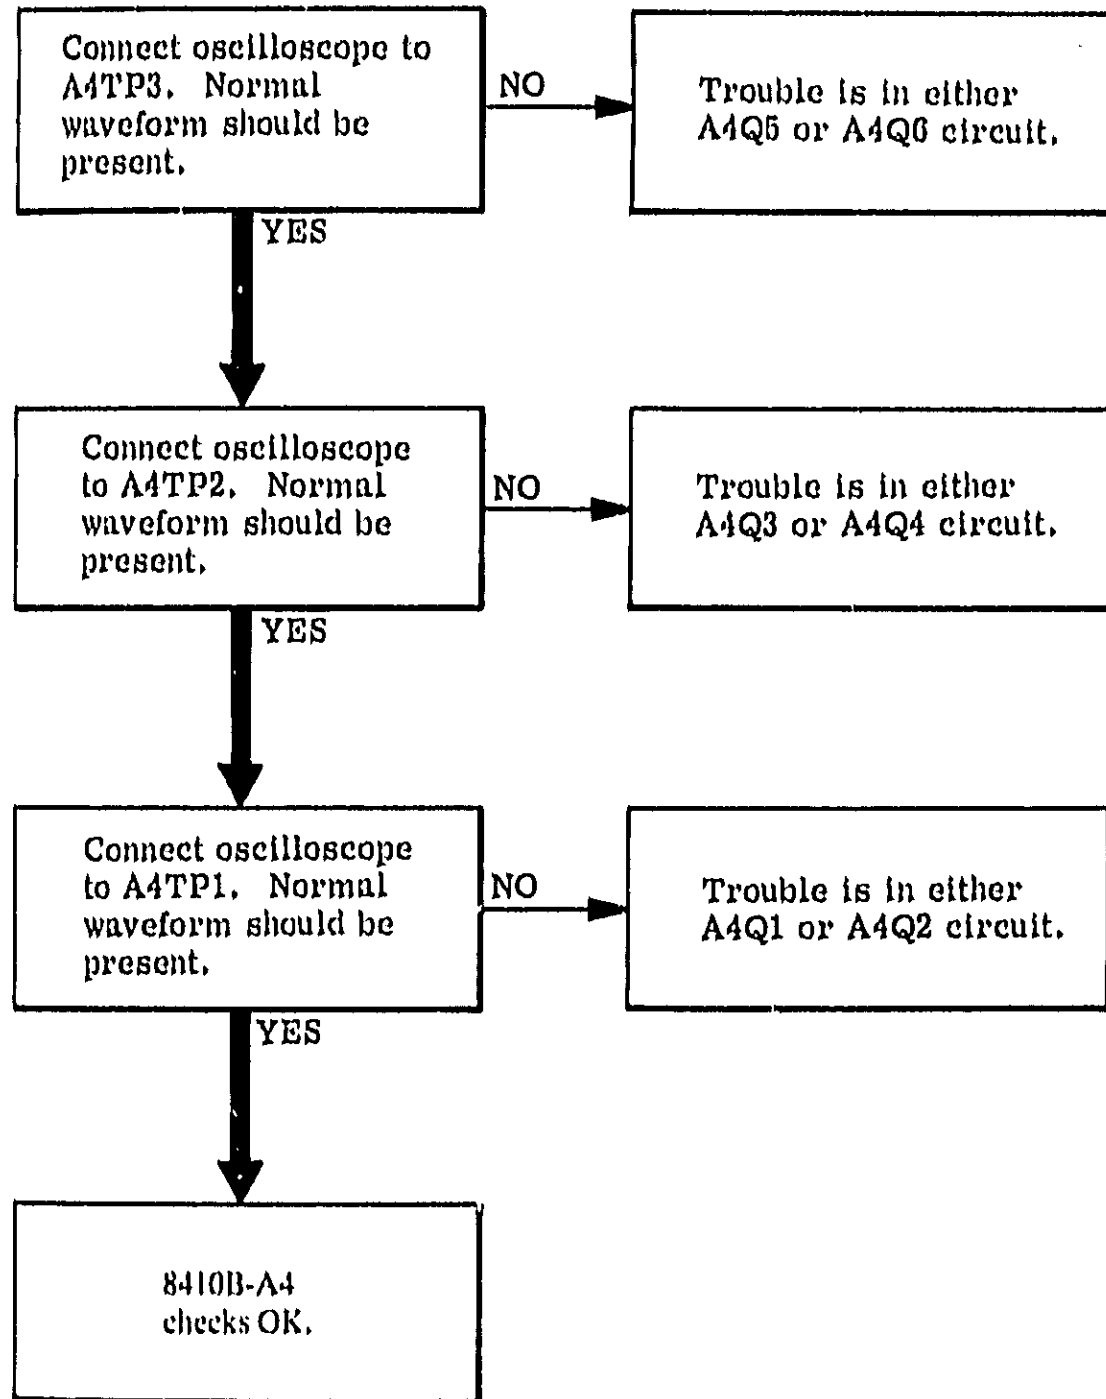 Connect oscilloscope to
A4TP3. Normal
waveform should be
present.
NO
Trouble is in either
A4Q5 or A4Q6 circuit.
YES
Connect oscilloscope
to A4TP2. Normal
waveform should be
present.
NO
Trouble is in either
A4Q3 or A4Q4 circuit.
YES
Connect oscilloscope
to A4TP1. Normal
waveform should be
present.
NO
Trouble is in either
A4Q1 or A4Q2 circuit.
YES
8410B-A4
checks OK.